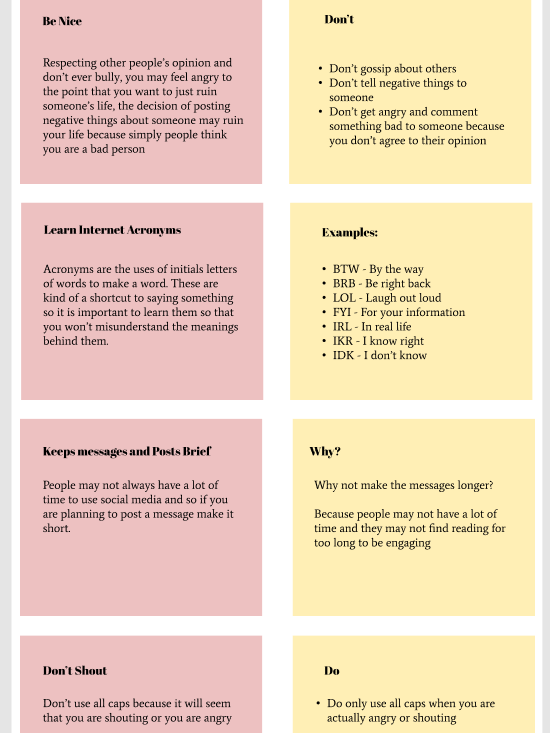 Be Nice
Respecting other people's opinion and
don't ever bully, you may feel angry to
the point that you want to just ruin
someone's life, the decision of posting
negative things about someone may ruin
your life because simply people think
you are a bad person
Don't
• Don't gossip about others
• Don't tell negative things to
someone
• Don't get angry and comment
something bad to someone because
you don't agree to their opinion
Learn Internet Acronyms
Acronyms are the uses of initials letters
of words to make a word. These are
kind of a shortcut to saying something
so it is important to learn them so that
you won't misunderstand the meanings
behind them.
Examples:
• BTW - By the way
• BRB - Be right back
• LOL - Laugh out loud
• FYI - For your information
• IRL - In real life
• IKR - I know right
• IDK - I don't know
Keeps messages and Posts Brief
People may not always have a lot of
time to use social media and so if you
are planning to post a message make it
short.
Why?
Why not make the messages longer?
Because people may not have a lot of
time and they may not find reading for
too long to be engaging
Don't Shout
Don't use all caps because it will seem
that you are shouting or you are angry
Do
• Do only use all caps when you are
actually angry or shouting